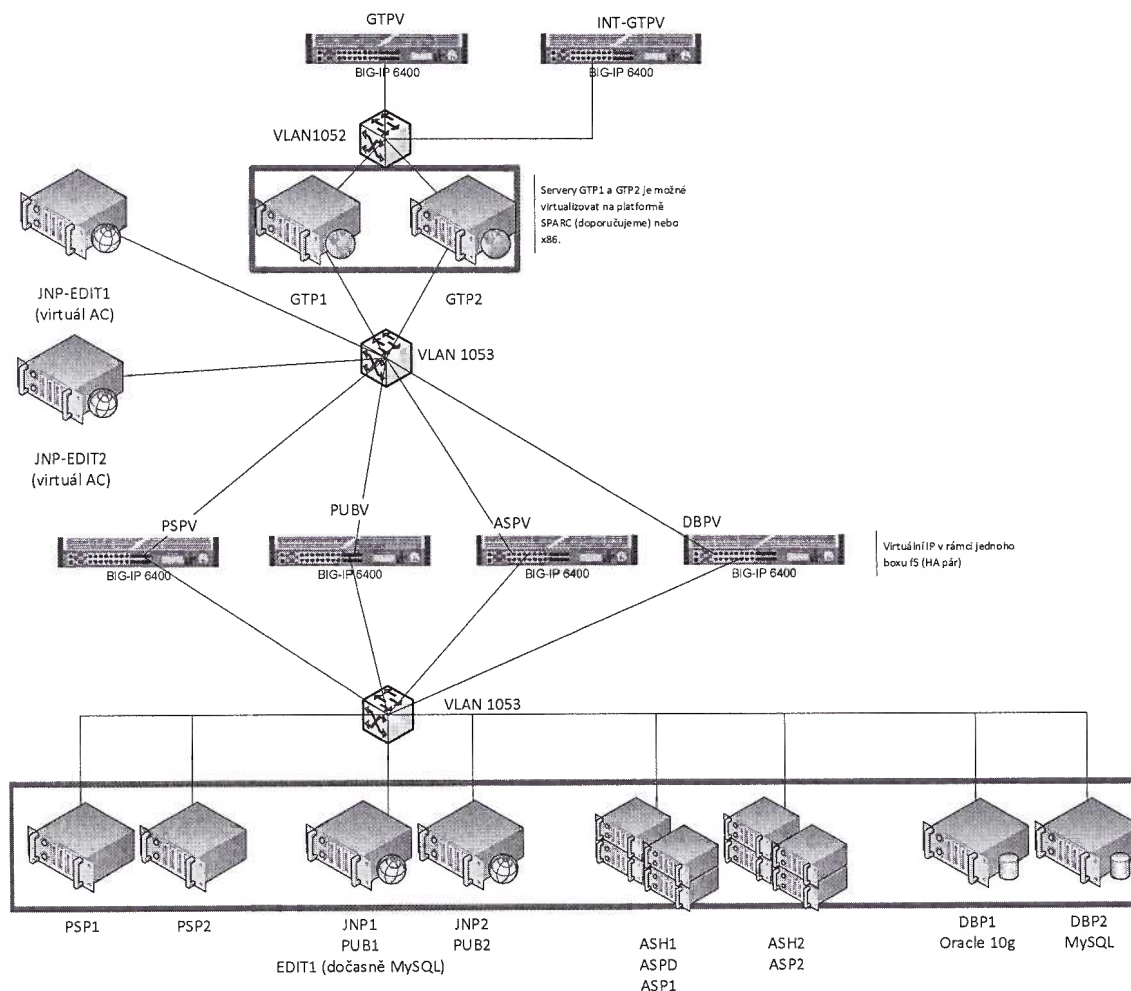 GTPV
INT-GTPV
BIG-IP 6400
BIG-IP 6400
VLAN1052
Servery GTP1 a GTP2 je možné
virtualizovat na platformě
SPARC (doporučujeme) nebo
x86.
JNP-EDIT1
(virtuál AC)
GTP1
GTP2
VLAN 1053
JNP-EDIT2
(virtuál AC)
PSPV
PUBV
ASPV
DBPV
BIG-IP 6400
BIG-IP 6400
BIG-IP 6400
BIG-IP 6400
Virtuální IP v rámci jednoho
boxu f5 (HA pár)
VLAN 1053
PSP1
PSP2
JNP1
PUB1
EDIT1 (dočasně MySQL)
JNP2
PUB2
ASH1
ASPD
ASP1
ASH2
ASP2
DBP1
Oracle 10g
DBP2
MySQL